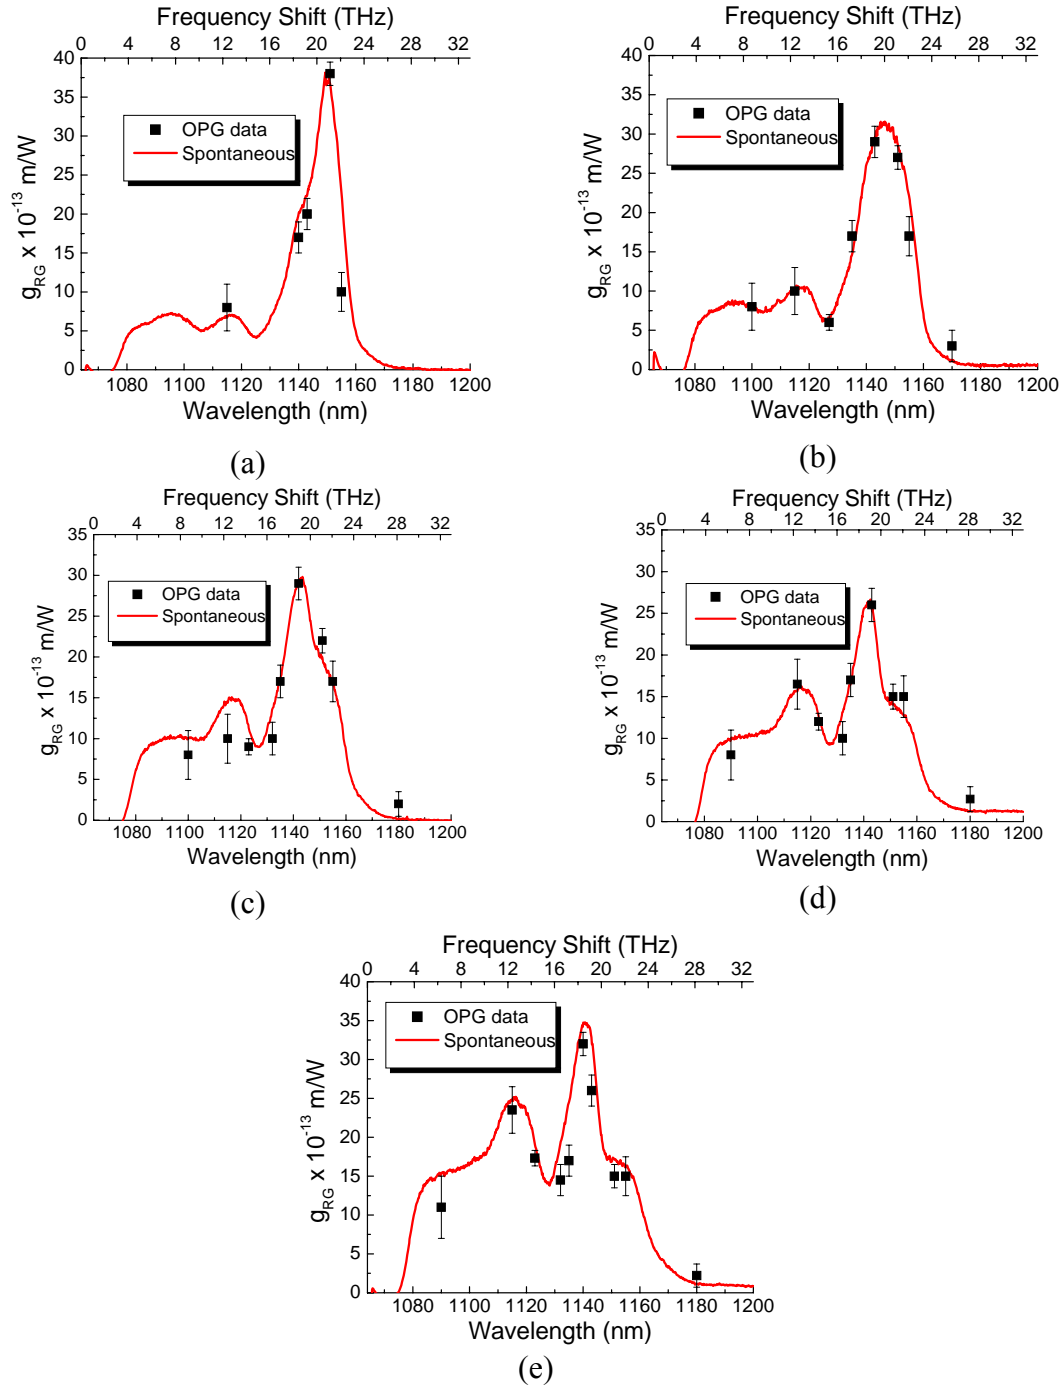 Frequency Shift (THz)
0 4 8 12 16 20 24 28 32
40
35
30
25
20
15
10
5
0
g_RG x 10^-13 m/W
OPG data
Spontaneous
1080 1100 1120 1140 1160 1180 1200
Wavelength (nm)
(a)
Frequency Shift (THz)
0 4 8 12 16 20 24 28 32
40
35
30
25
20
15
10
5
0
g_RG x 10^-13 m/W
OPG data
Spontaneous
1080 1100 1120 1140 1160 1180 1200
Wavelength (nm)
(b)
Frequency Shift (THz)
0 4 8 12 16 20 24 28 32
35
30
25
20
15
10
5
0
g_RG x 10^-13 m/W
OPG data
Spontaneous
1080 1100 1120 1140 1160 1180 1200
Wavelength (nm)
(c)
Frequency Shift (THz)
0 4 8 12 16 20 24 28 32
35
30
25
20
15
10
5
0
g_RG x 10^-13 m/W
OPG data
Spontaneous
1080 1100 1120 1140 1160 1180 1200
Wavelength (nm)
(d)
Frequency Shift (THz)
0 4 8 12 16 20 24 28 32
40
35
30
25
20
15
10
5
0
g_RG x 10^-13 m/W
OPG data
Spontaneous
1080 1100 1120 1140 1160 1180 1200
Wavelength (nm)
(e)